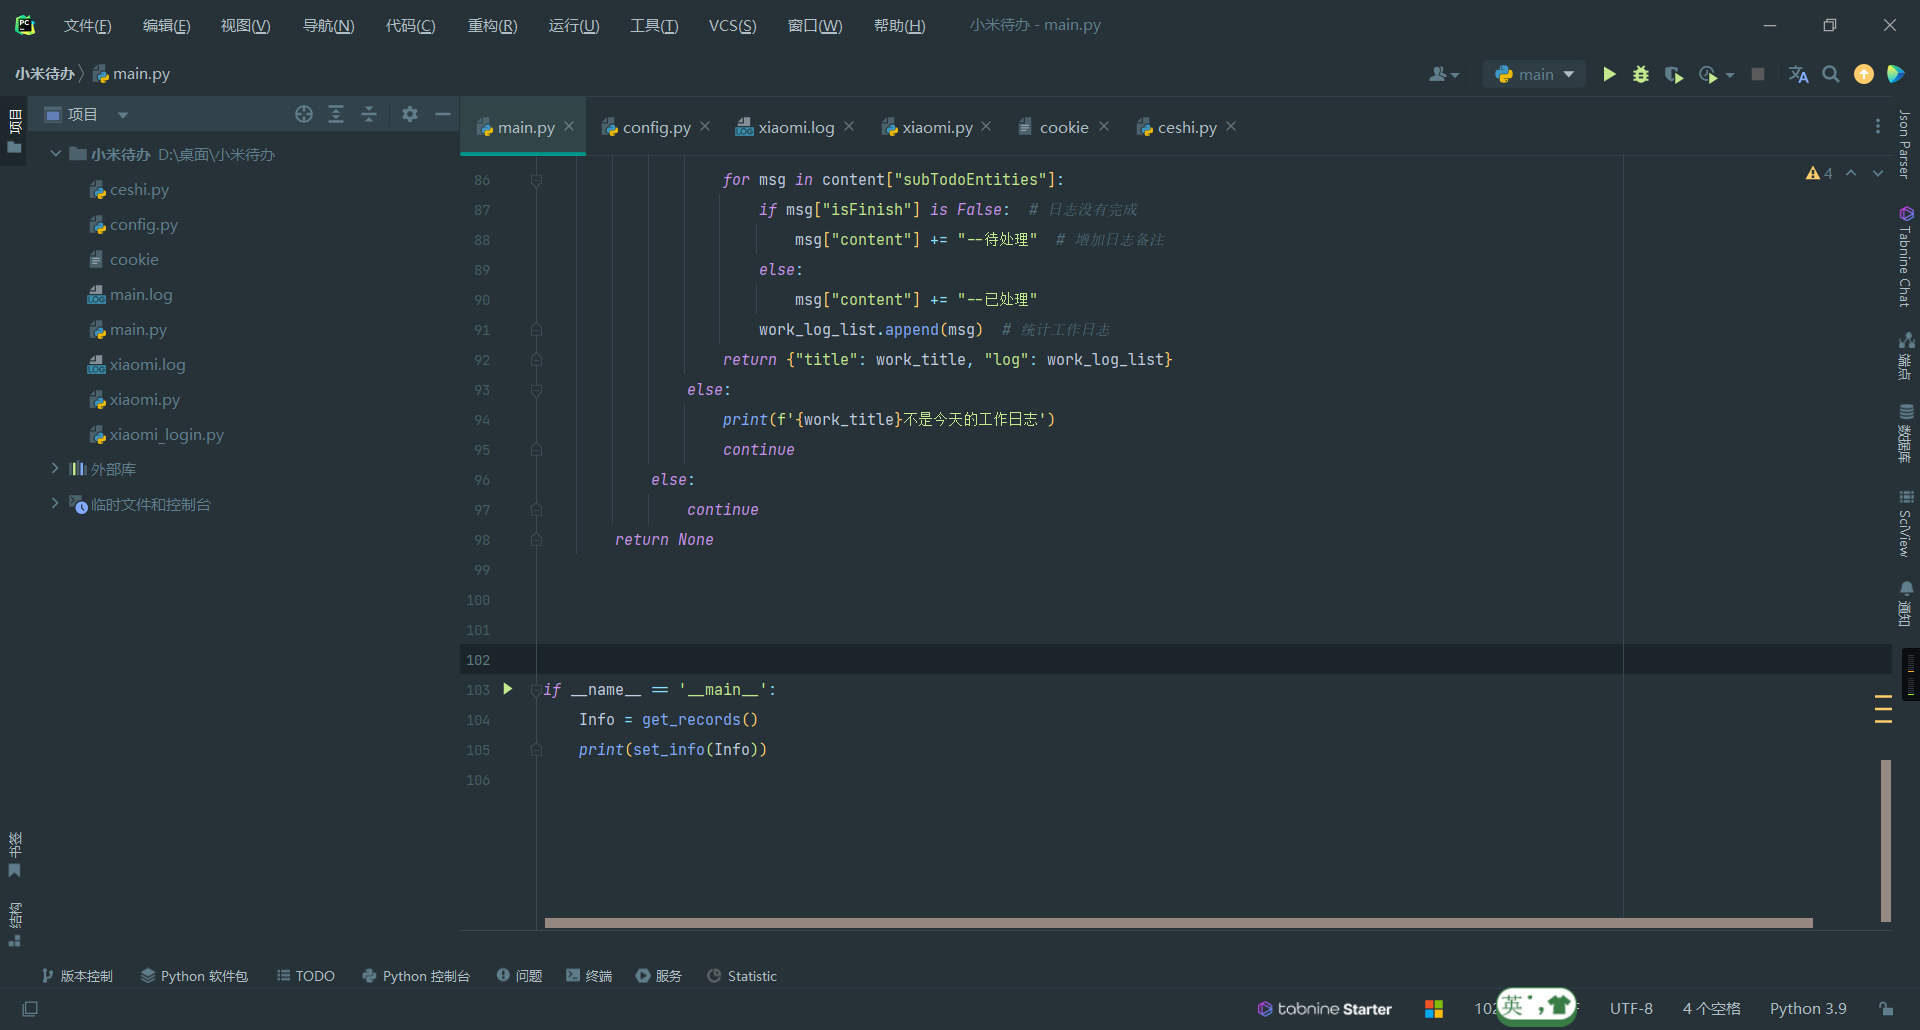 文件(F) 编辑(E) 视图(V) 导航(N) 代码(C) 重构(R) 运行(U) 工具(T) VCS(S) 窗口(W) 帮助(H) 小米待办 - main.py
小米待办 main.py
main
项目
main.py config.py xiaomi.log xiaomi.py cookie ceshi.py
小米待办 D:\桌面\小米待办
ceshi.py
config.py
cookie
main.log
main.py
xiaomi.log
xiaomi.py
xiaomi_login.py
外部库
临时文件和控制台
4
86 for msg in content["subTodoEntities"]:
87 if msg["isFinish"] is False:  # 日志没有完成
88 msg["content"] += "--待处理"  # 增加日志备注
89 else:
90 msg["content"] += "--已处理"
91 work_log_list.append(msg)  # 统计工作日志
92 return {"title": work_title, "log": work_log_list}
93 else:
94 print(f'{work_title}不是今天的工作日志')
95 continue
96 else:
97 continue
98 return None
99
100
101
102
103 if __name__ == '__main__':
104 Info = get_records()
105 print(set_info(Info))
106
项目
书签
结构
Json Parser
Tabnine Chat
端点
数据库
SciView
通知
版本控制 Python 软件包 TODO Python 控制台 问题 终端 服务 Statistic
tabnine Starter 英 UTF-8 4 个空格 Python 3.9